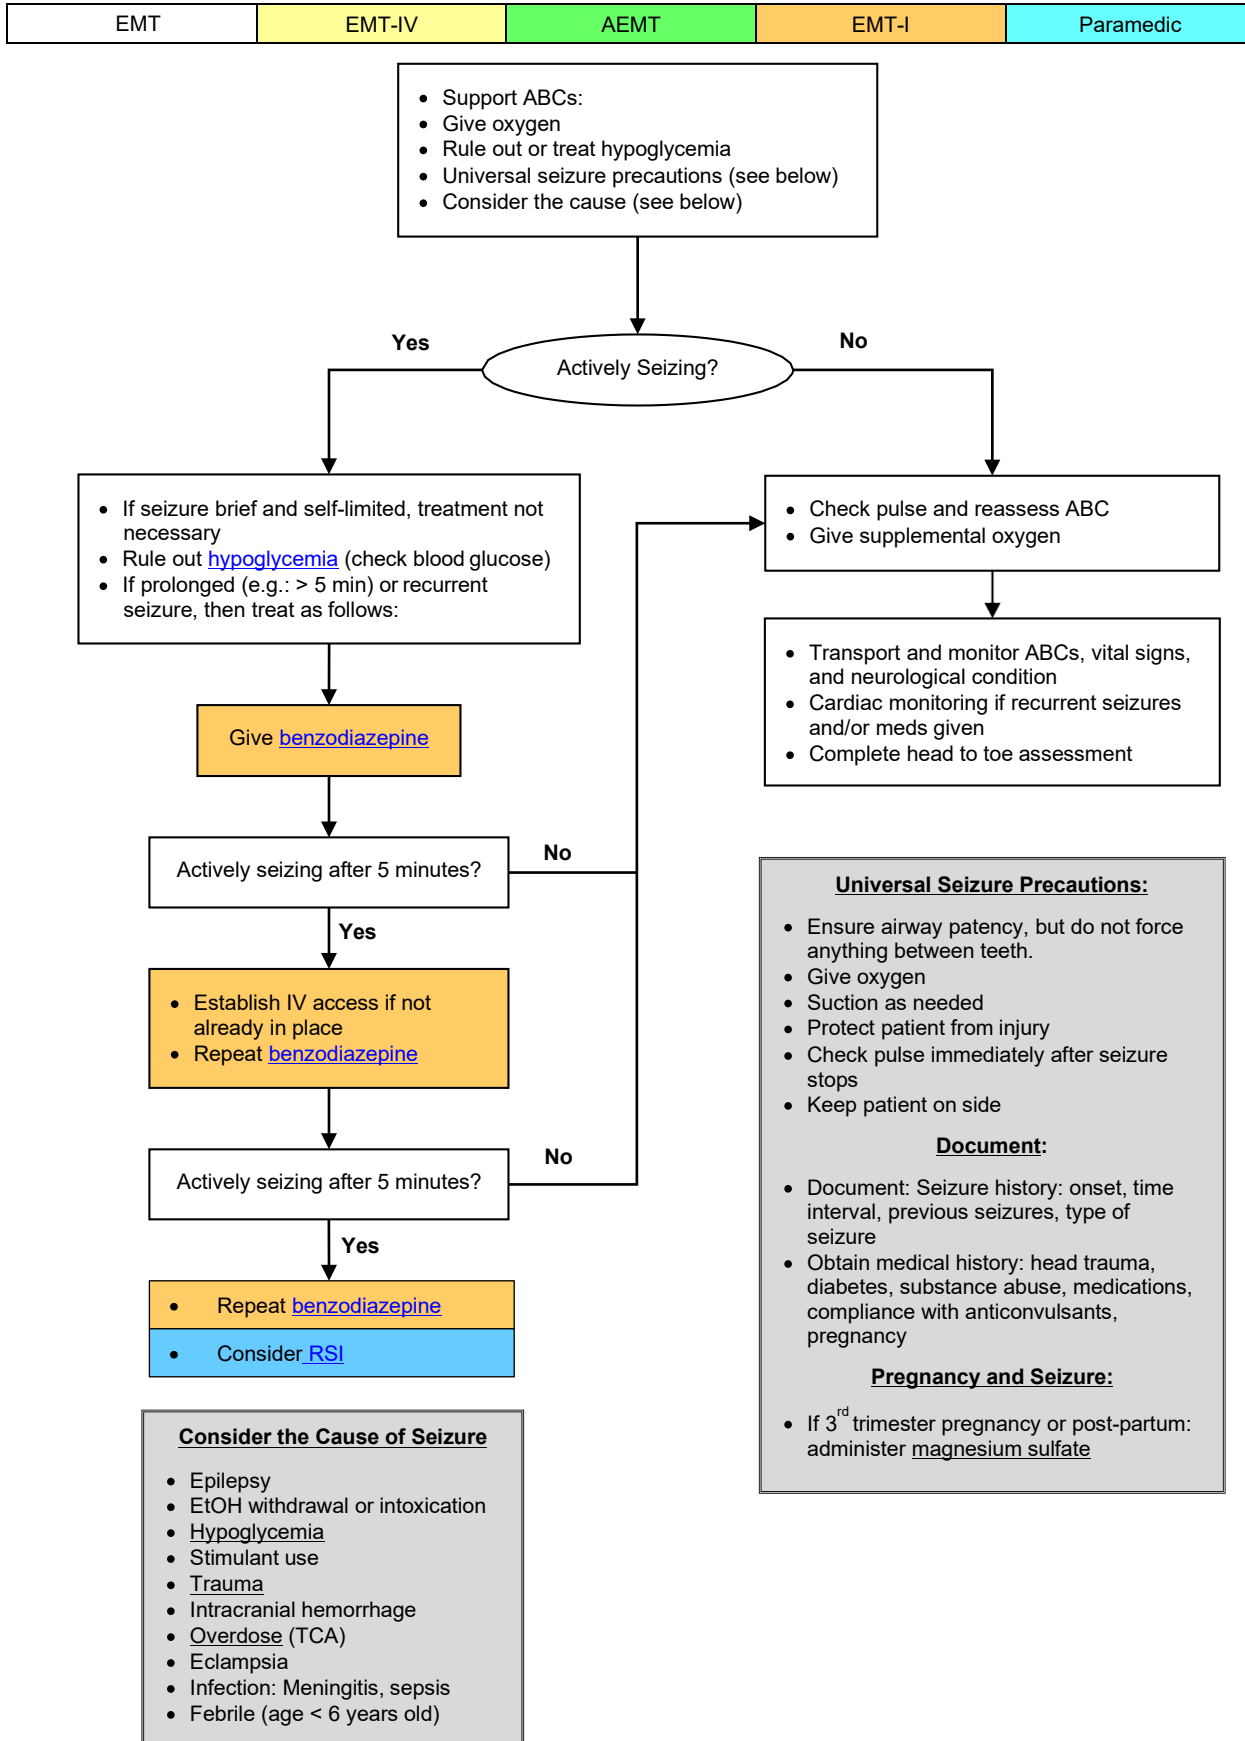 EMT EMT-IV AEMT EMT-I Paramedic
• Support ABCs:
• Give oxygen
• Rule out or treat hypoglycemia
• Universal seizure precautions (see below)
• Consider the cause (see below)
Yes
No
Actively Seizing?
• If seizure brief and self-limited, treatment not
necessary
• Rule out hypoglycemia (check blood glucose)
• If prolonged (e.g.: > 5 min) or recurrent
seizure, then treat as follows:
• Check pulse and reassess ABC
• Give supplemental oxygen
• Transport and monitor ABCs, vital signs,
and neurological condition
• Cardiac monitoring if recurrent seizures
and/or meds given
• Complete head to toe assessment
Give benzodiazepine
Actively seizing after 5 minutes?
No
Yes
• Establish IV access if not
already in place
• Repeat benzodiazepine
Actively seizing after 5 minutes?
No
Yes
• Repeat benzodiazepine
• Consider RSI
Universal Seizure Precautions:
• Ensure airway patency, but do not force
anything between teeth.
• Give oxygen
• Suction as needed
• Protect patient from injury
• Check pulse immediately after seizure
stops
• Keep patient on side
Document:
• Document: Seizure history: onset, time
interval, previous seizures, type of
seizure
• Obtain medical history: head trauma,
diabetes, substance abuse, medications,
compliance with anticonvulsants,
pregnancy
Pregnancy and Seizure:
• If 3rd trimester pregnancy or post-partum:
administer magnesium sulfate
Consider the Cause of Seizure
• Epilepsy
• EtOH withdrawal or intoxication
• Hypoglycemia
• Stimulant use
• Trauma
• Intracranial hemorrhage
• Overdose (TCA)
• Eclampsia
• Infection: Meningitis, sepsis
• Febrile (age < 6 years old)